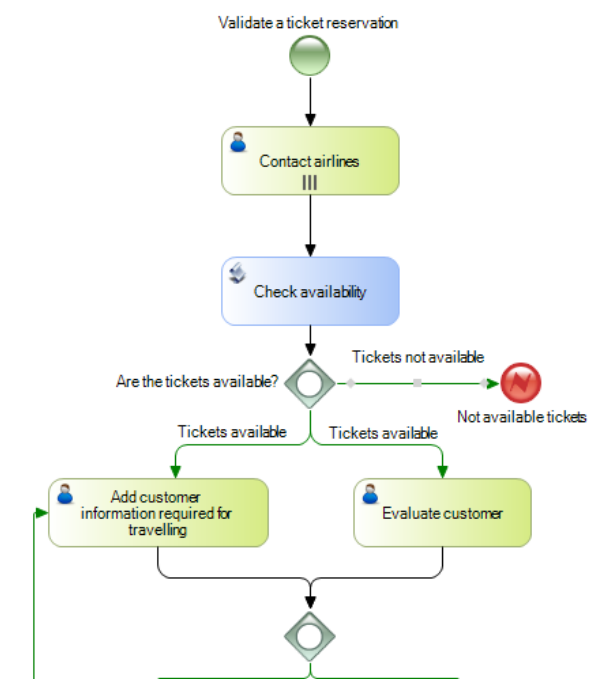 Validate a ticket reservation
Contact airlines
Check availability
Tickets not available
Are the tickets available?
Not available tickets
Tickets available
Tickets available
Add customer
information required for
travelling
Evaluate customer